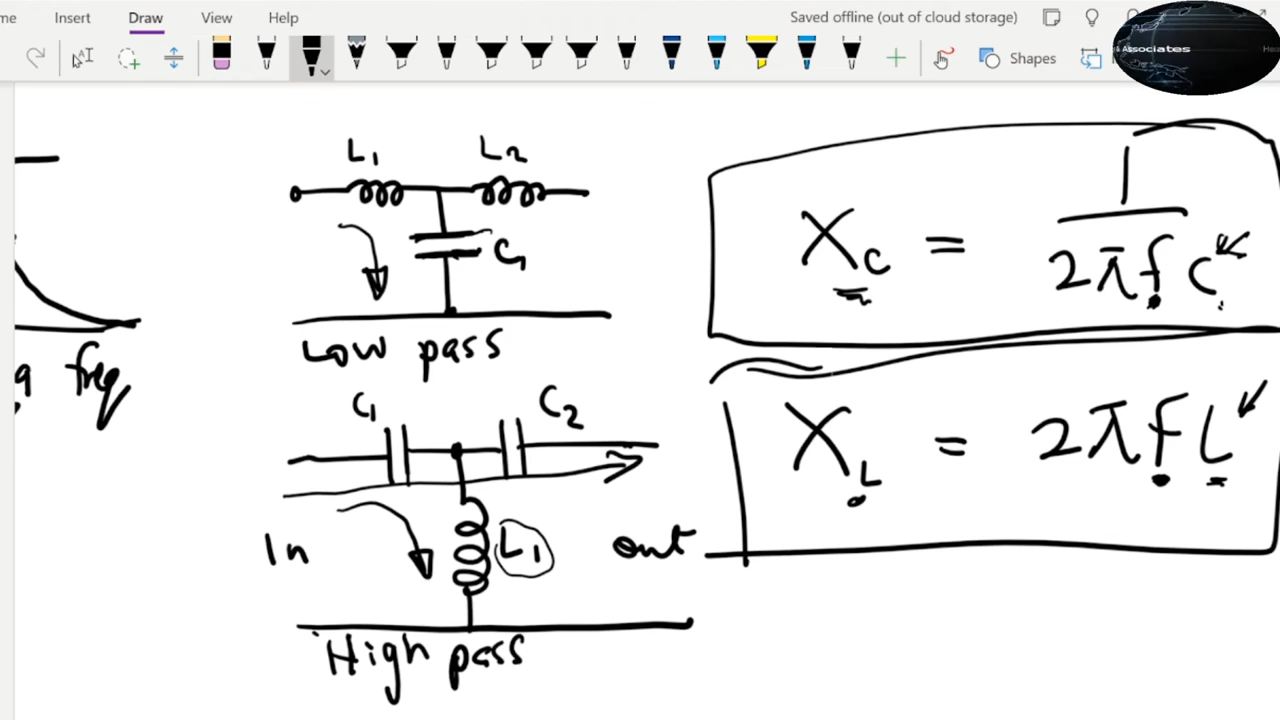 Insert Draw View Help
Saved offline (out of cloud storage)
Shapes
Associates
L1 L2
C1
Low pass
freq
C1 C2
L1
In out
High pass
XC = 1/2πfC
XL = 2πfL